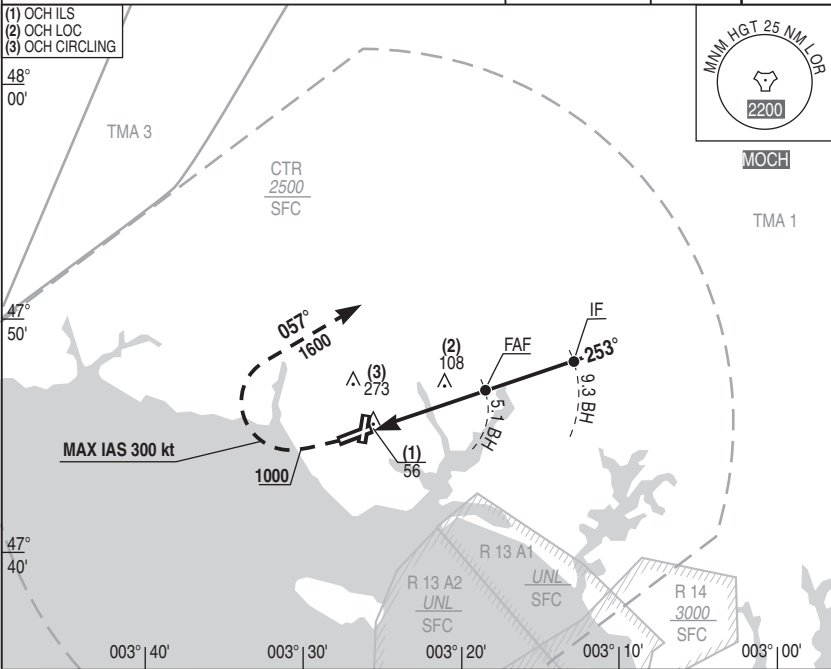 (1) OCH ILS
(2) OCH LOC
(3) OCH CIRCLING
MNM HGT 25 NM LOR
2200
MOCH
48°
00'
TMA 3
CTR
2500
SFC
TMA 1
47°
50'
057°
1600
IF
FAF
253°
(2)
108
(3)
273
9.3 BH
5.1 BH
MAX IAS 300 kt
1000
(1)
56
47°
40'
R 13 A1
UNL
SFC
R 13 A2
UNL
SFC
R 14
3000
SFC
003° 40'
003° 30'
003° 20'
003° 10'
003° 00'